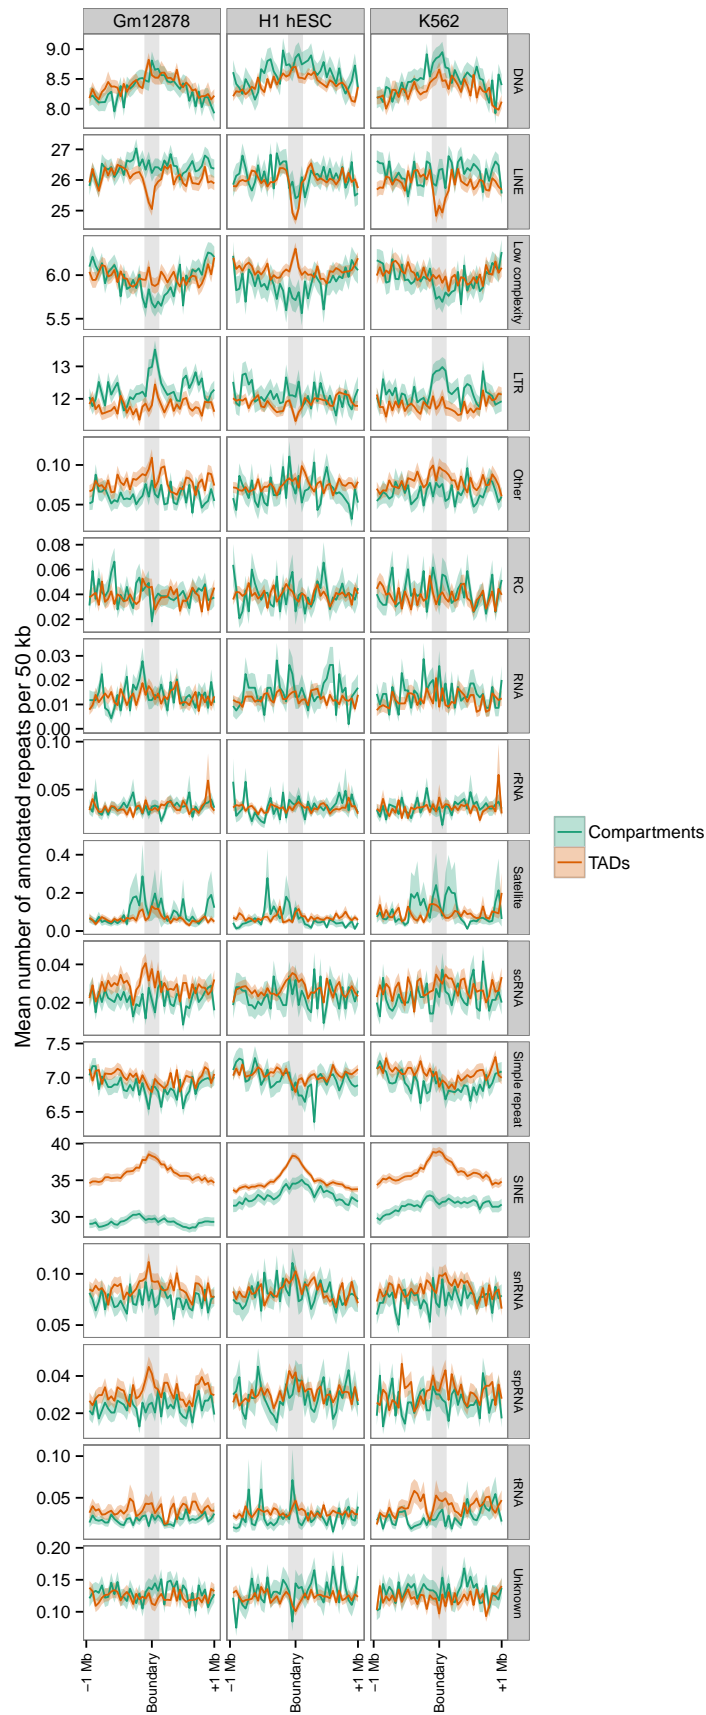 Gm12878 H1 hESC K562
9.0
8.5
8.0
DNA
27
26
25
LINE
6.0
5.5
Low complexity
13
12
LTR
0.10
0.05
Other
0.08
0.06
0.04
0.02
RC
0.03
0.02
0.01
0.00
RNA
0.10
0.05
rRNA
0.4
0.2
0.0
Satellite
0.04
0.02
scRNA
7.5
7.0
6.5
Simple repeat
40
35
30
SINE
0.10
0.05
snRNA
0.04
0.02
srpRNA
0.10
0.05
tRNA
0.20
0.15
0.10
Unknown
Mean number of annotated repeats per 50 kb
−1 Mb Boundary +1 Mb −1 Mb Boundary +1 Mb −1 Mb Boundary +1 Mb
Compartments
TADs